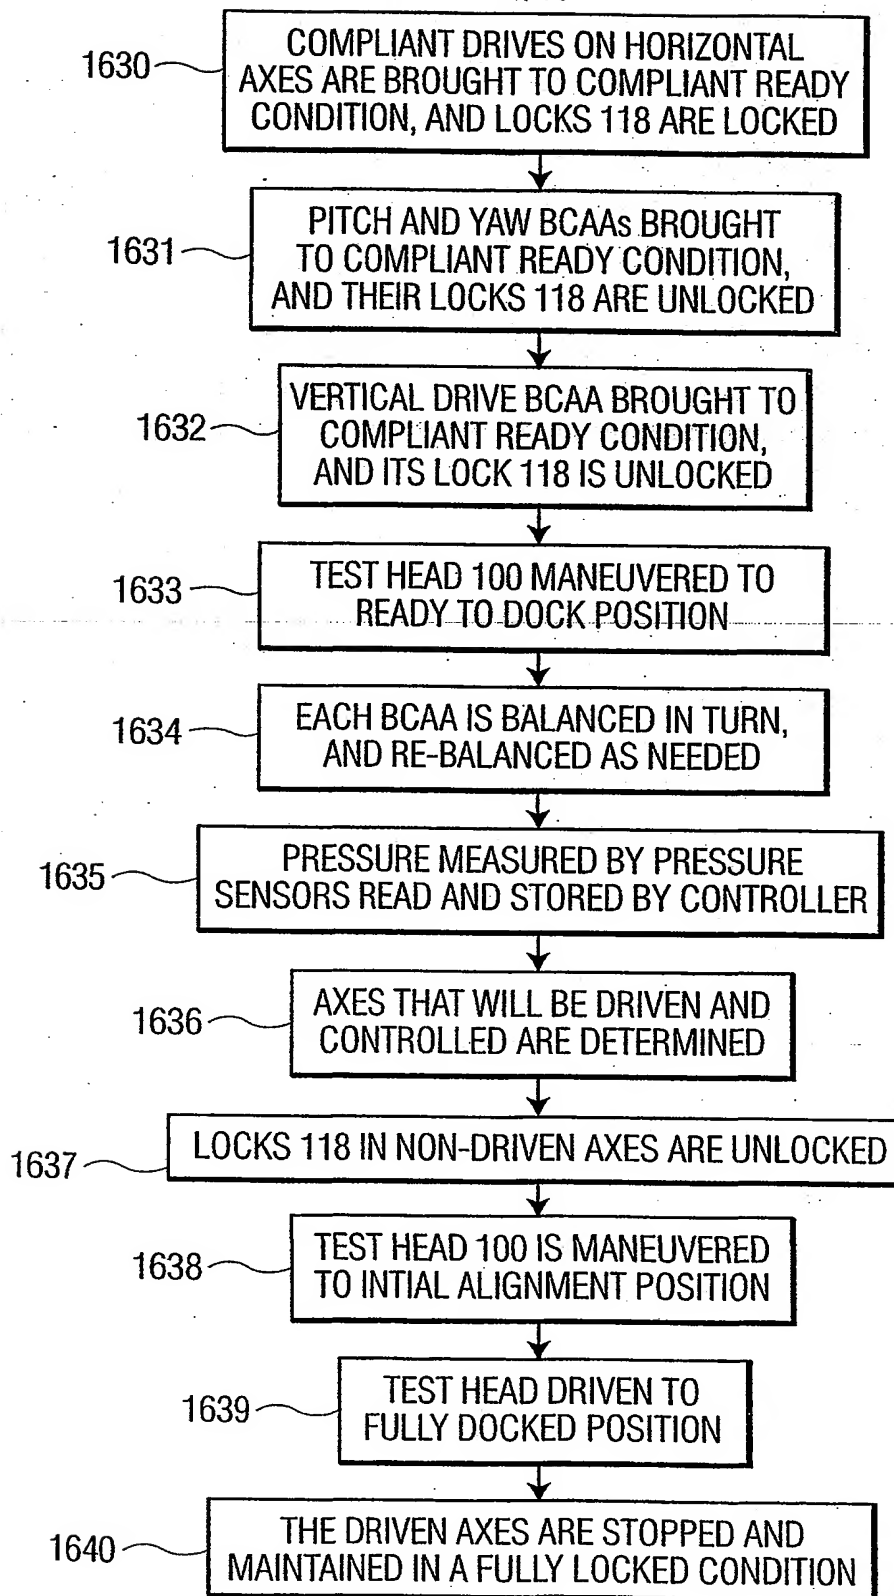 1630
COMPLIANT DRIVES ON HORIZONTAL
AXES ARE BROUGHT TO COMPLIANT READY
CONDITION, AND LOCKS 118 ARE LOCKED
1631
PITCH AND YAW BCAAs BROUGHT
TO COMPLIANT READY CONDITION,
AND THEIR LOCKS 118 ARE UNLOCKED
1632
VERTICAL DRIVE BCAA BROUGHT TO
COMPLIANT READY CONDITION,
AND ITS LOCK 118 IS UNLOCKED
1633
TEST HEAD 100 MANEUVERED TO
READY TO DOCK POSITION
1634
EACH BCAA IS BALANCED IN TURN,
AND RE-BALANCED AS NEEDED
1635
PRESSURE MEASURED BY PRESSURE
SENSORS READ AND STORED BY CONTROLLER
1636
AXES THAT WILL BE DRIVEN AND
CONTROLLED ARE DETERMINED
1637
LOCKS 118 IN NON-DRIVEN AXES ARE UNLOCKED
1638
TEST HEAD 100 IS MANEUVERED
TO INTIAL ALIGNMENT POSITION
1639
TEST HEAD DRIVEN TO
FULLY DOCKED POSITION
1640
THE DRIVEN AXES ARE STOPPED AND
MAINTAINED IN A FULLY LOCKED CONDITION